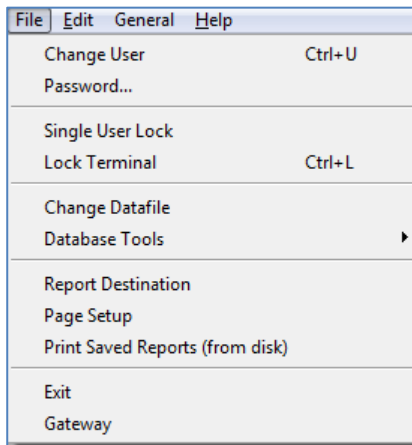 File Edit General Help
Change User Ctrl+U
Password...
Single User Lock
Lock Terminal Ctrl+L
Change Datafile
Database Tools
Report Destination
Page Setup
Print Saved Reports (from disk)
Exit
Gateway